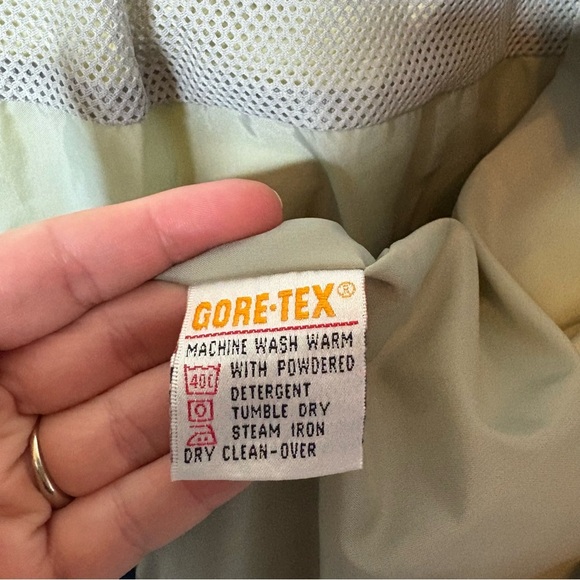 GORE-TEX®
MACHINE WASH WARM
40C WITH POWDERED
DETERGENT
TUMBLE DRY
STEAM IRON
DRY CLEAN-OVER